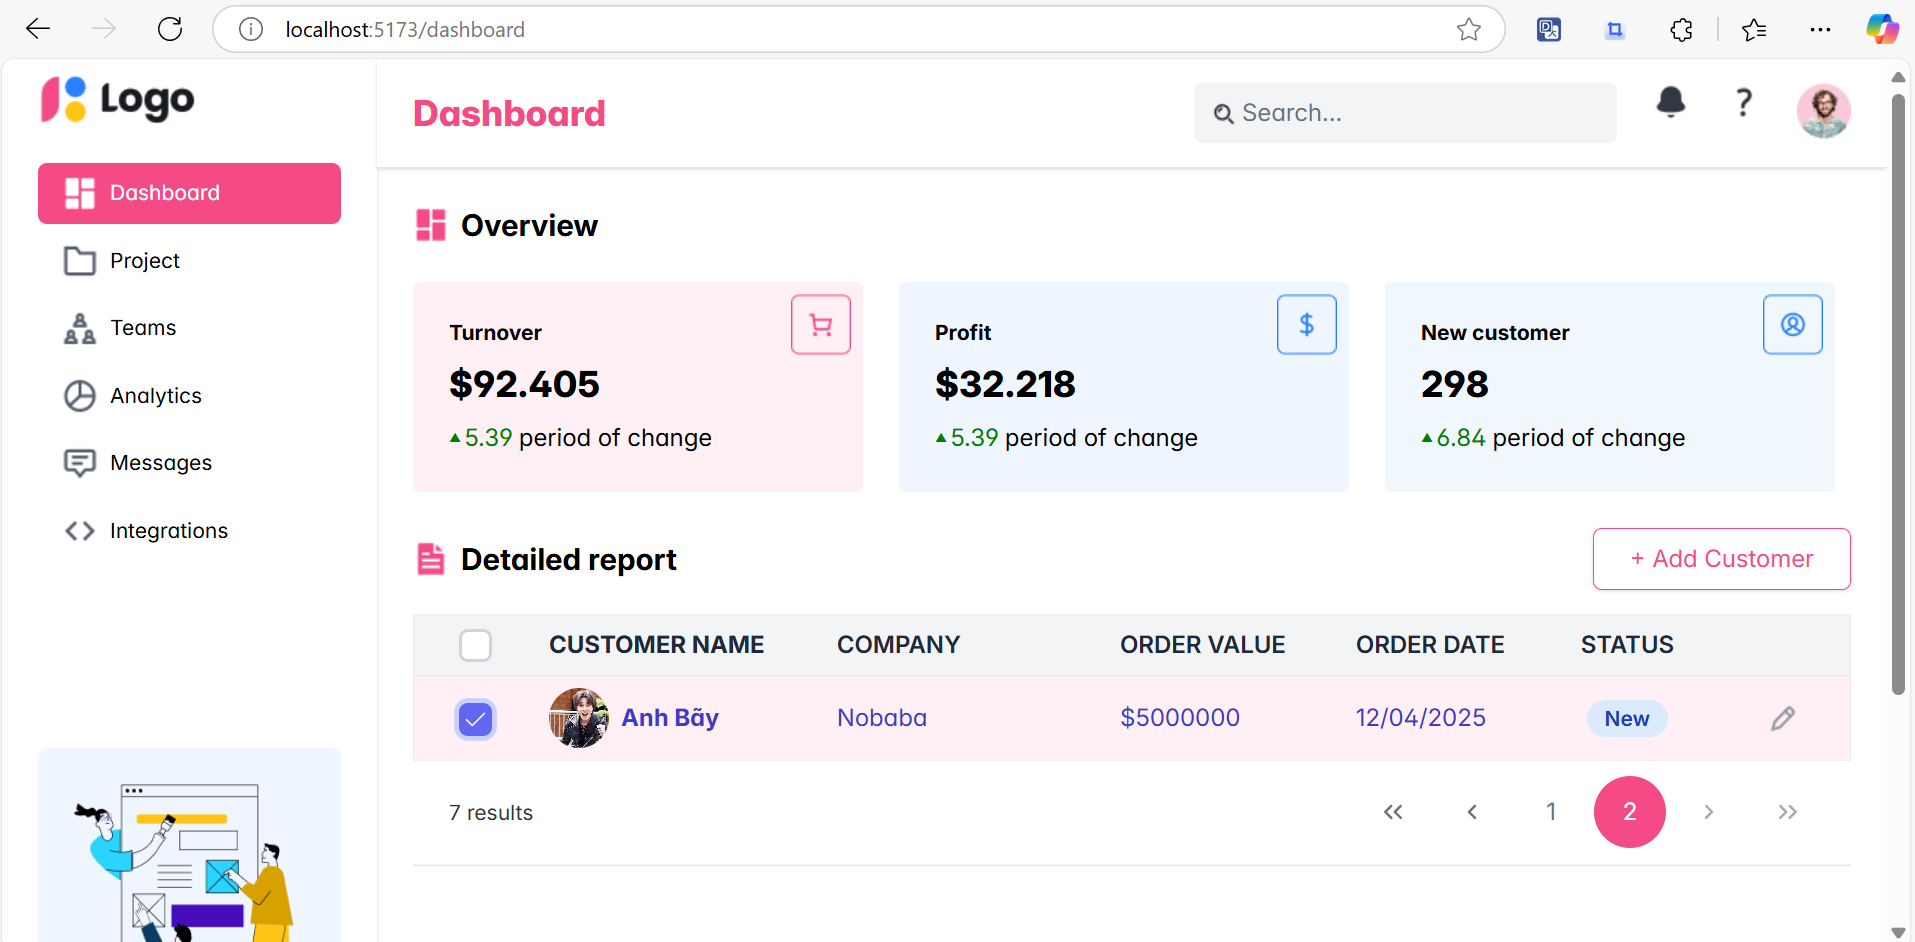 localhost:5173/dashboard
Logo
Dashboard
Search...
?
Dashboard
Project
Teams
Analytics
Messages
Integrations
Overview
Turnover
$92.405
▲5.39 period of change
Profit
$32.218
▲5.39 period of change
New customer
298
▲6.84 period of change
$
Detailed report
+ Add Customer
CUSTOMER NAME COMPANY ORDER VALUE ORDER DATE STATUS
Anh Bãy Nobaba $5000000 12/04/2025 New
7 results
« ‹ 1 2 › »